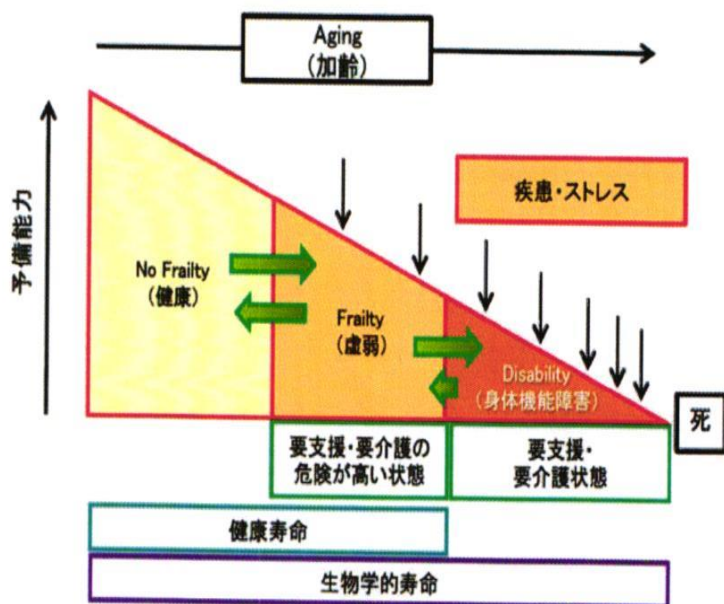 Aging
(加齢)
予備能力
疾患・ストレス
No Frailty
(健康)
Frailty
(虚弱)
Disability
(身体機能障害)
死
要支援・要介護の
危険が高い状態
要支援・
要介護状態
健康寿命
生物学的寿命